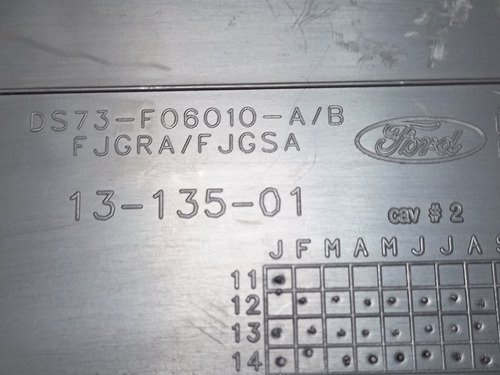 DS73-F06010-A/B
FJGRA/FJGSA
Ford
13-135-01
cav # 2
J F M A M J J A S
11
12
13
14